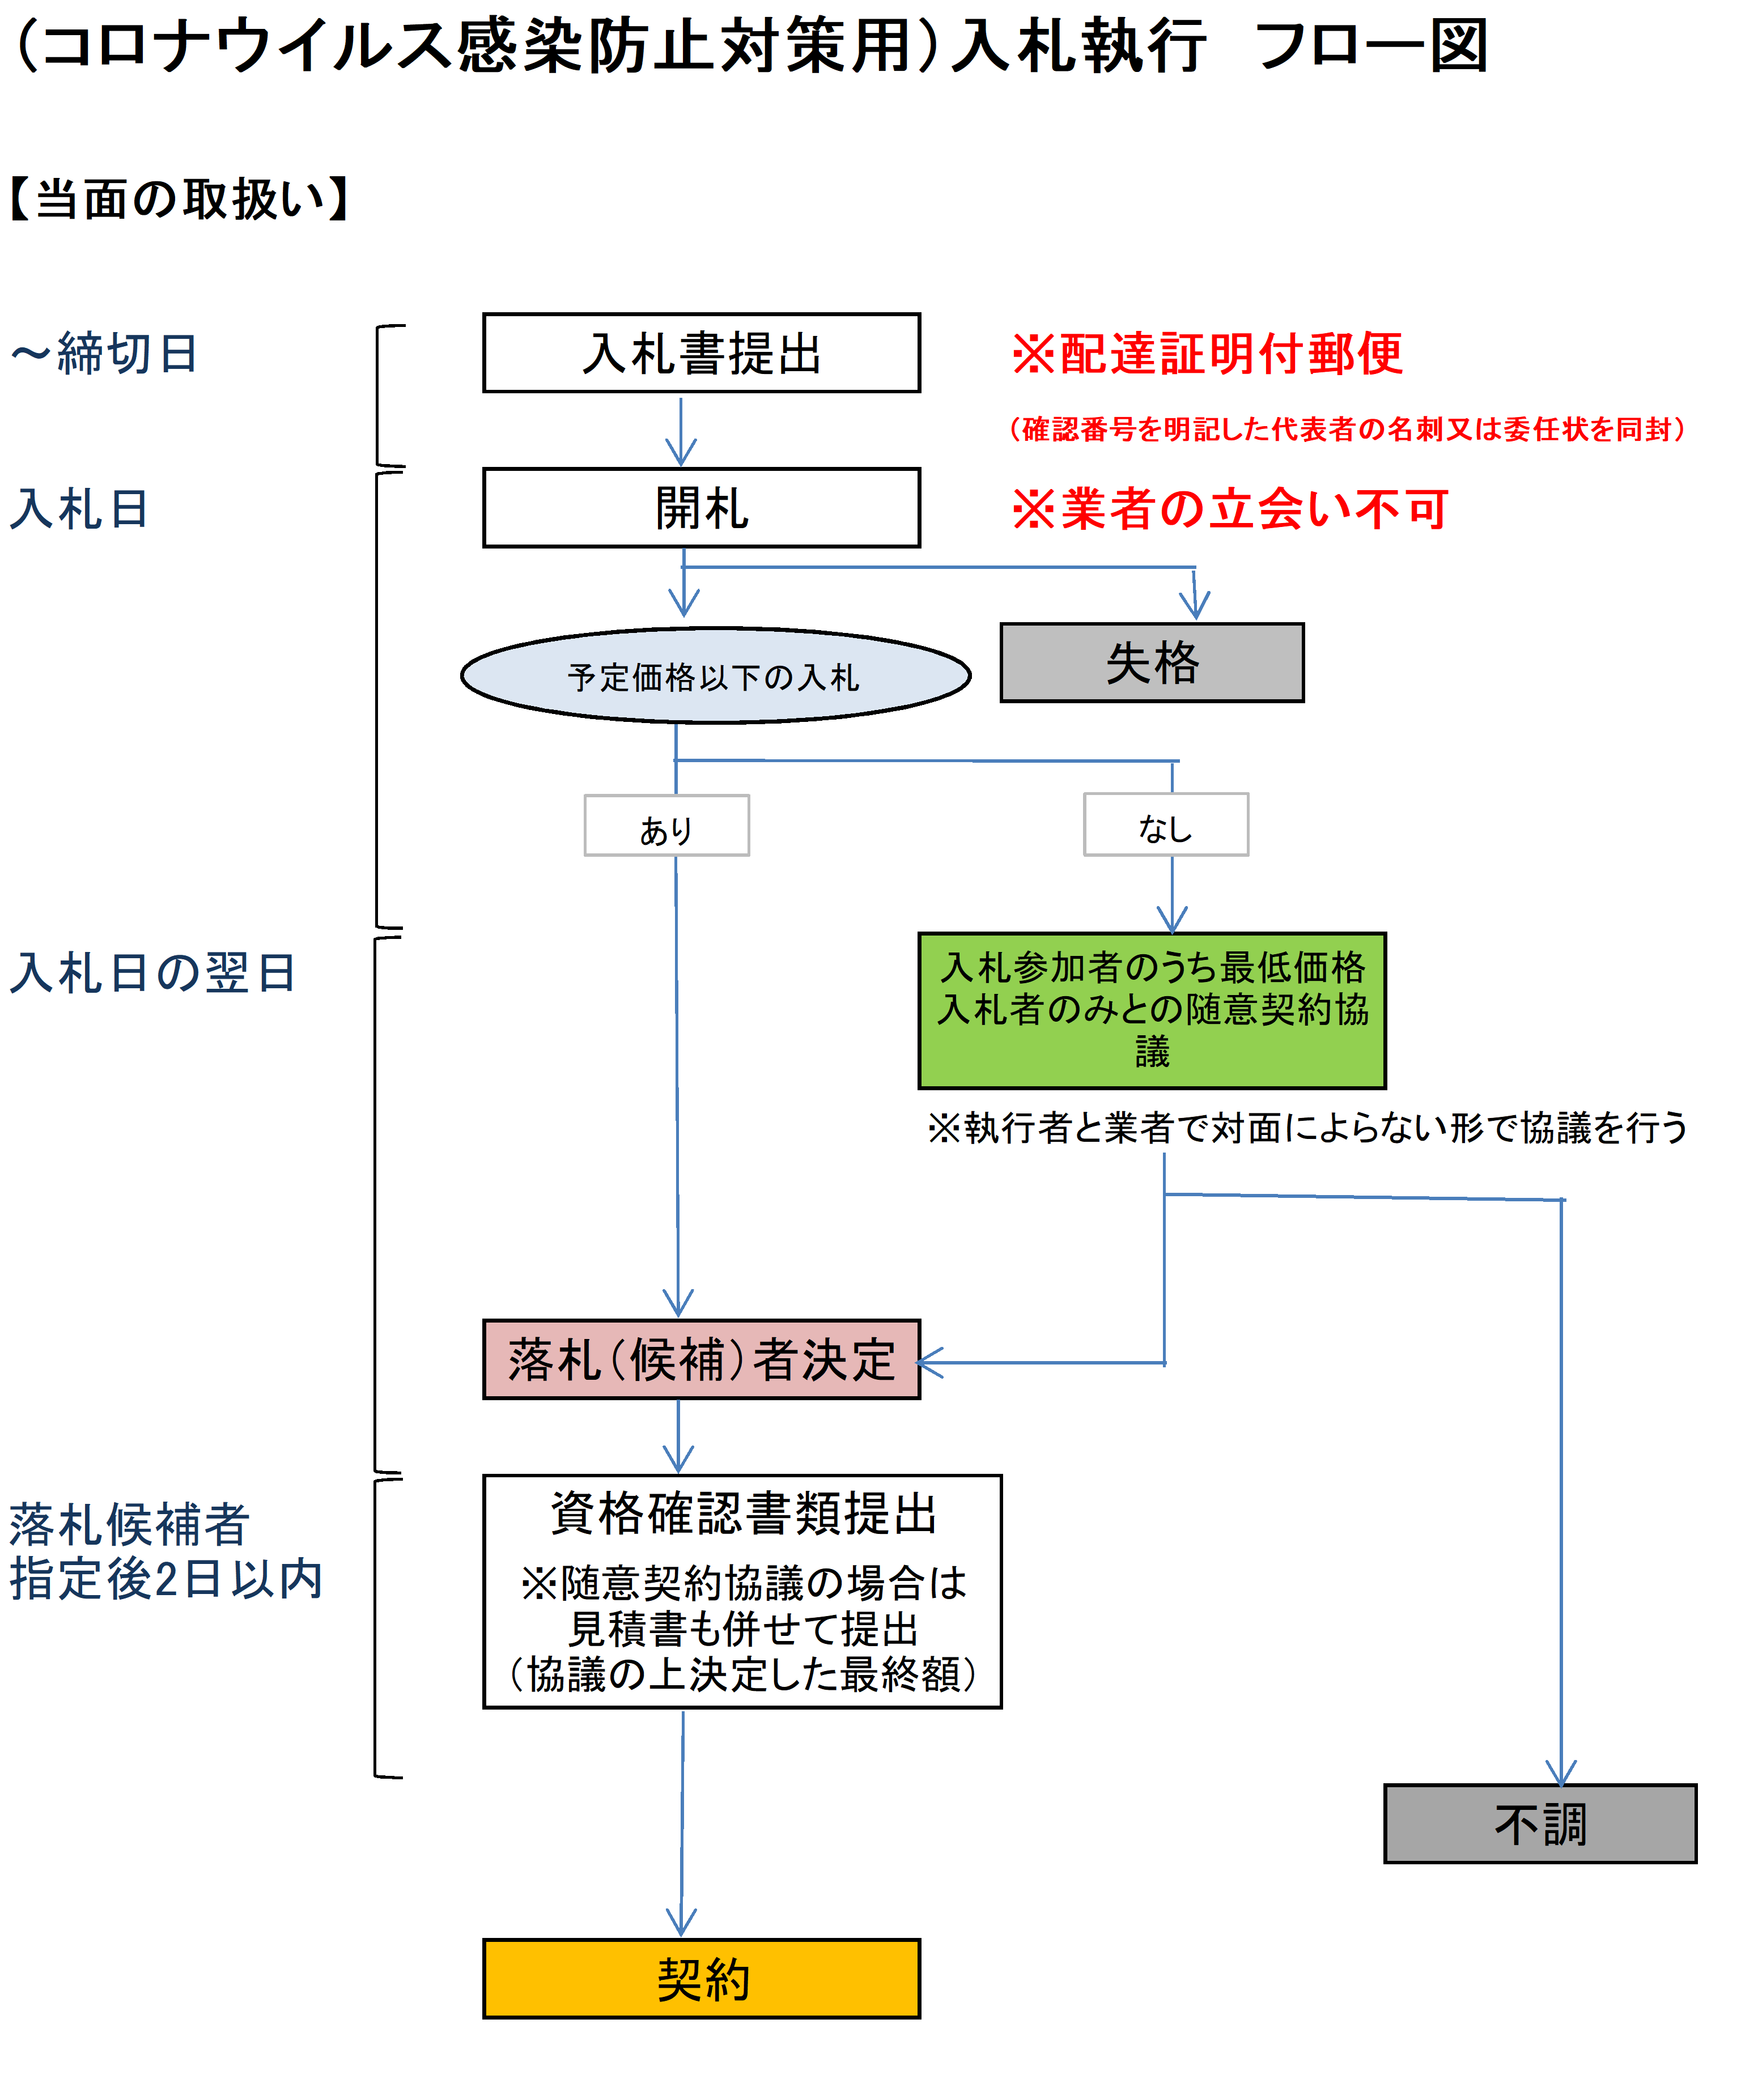 （コロナウイルス感染防止対策用）入札執行　フロー図
【当面の取扱い】
～締切日
入札書提出
※配達証明付郵便
（確認番号を明記した代表者の名刺又は委任状を同封）
入札日
開札
※業者の立会い不可
予定価格以下の入札
失格
あり
なし
入札日の翌日
入札参加者のうち最低価格
入札者のみとの随意契約協
議
※執行者と業者で対面によらない形で協議を行う
落札（候補）者決定
落札候補者
指定後2日以内
資格確認書類提出
※随意契約協議の場合は
見積書も併せて提出
（協議の上決定した最終額）
不調
契約